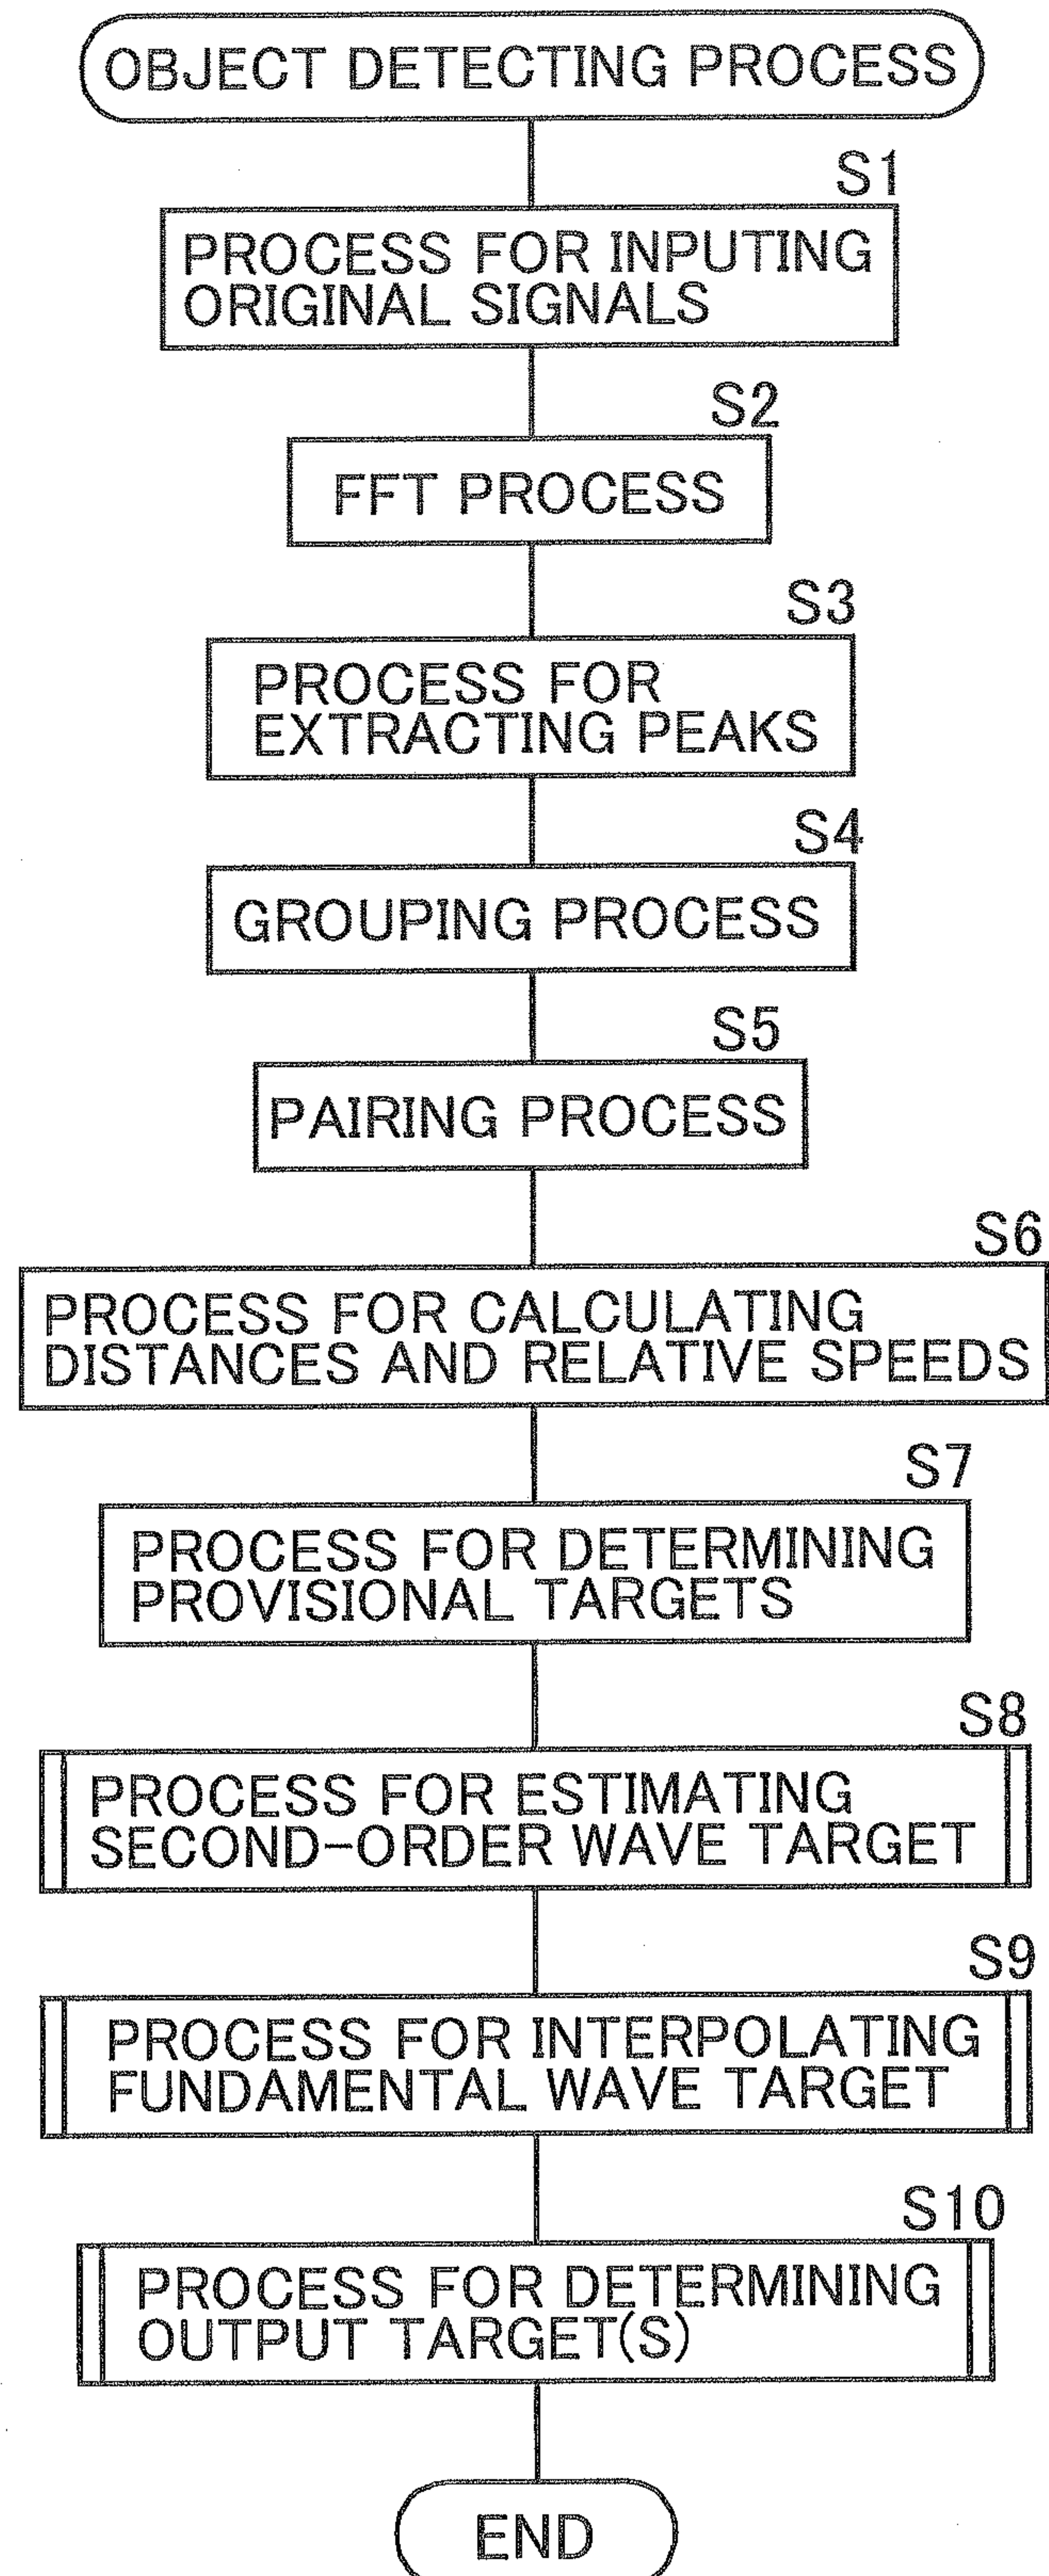 OBJECT DETECTING PROCESS
S1
PROCESS FOR INPUTING
ORIGINAL SIGNALS
S2
FFT PROCESS
S3
PROCESS FOR
EXTRACTING PEAKS
S4
GROUPING PROCESS
S5
PAIRING PROCESS
S6
PROCESS FOR CALCULATING
DISTANCES AND RELATIVE SPEEDS
S7
PROCESS FOR DETERMINING
PROVISIONAL TARGETS
S8
PROCESS FOR ESTIMATING
SECOND-ORDER WAVE TARGET
S9
PROCESS FOR INTERPOLATING
FUNDAMENTAL WAVE TARGET
S10
PROCESS FOR DETERMINING
OUTPUT TARGET(S)
END